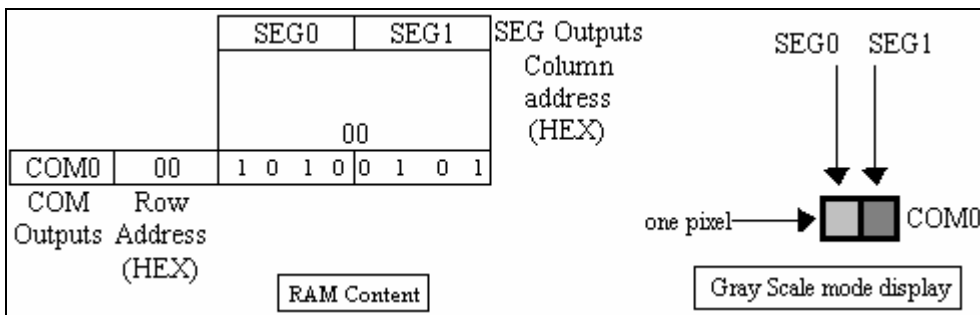 SEG0 SEG1 SEG Outputs
Column
address
(HEX)
00
COM0 00 1 0 1 0 0 1 0 1
COM Row
Outputs Address
(HEX)
RAM Content
SEG0 SEG1
one pixel COM0
Gray Scale mode display